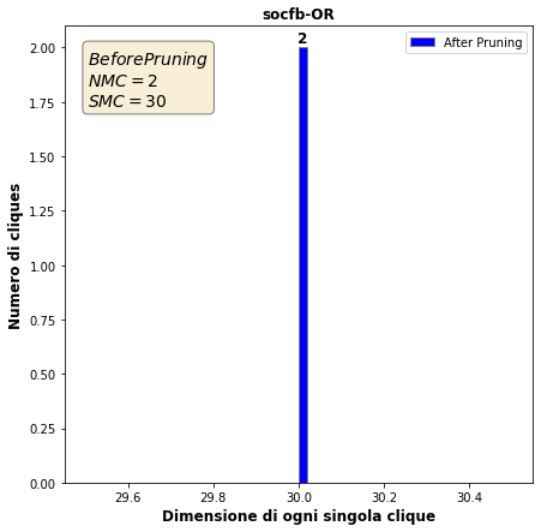 socfb-OR
2
After Pruning
BeforePruning
NMC = 2
SMC = 30
Numero di cliques
2.00
1.75
1.50
1.25
1.00
0.75
0.50
0.25
0.00
29.6 29.8 30.0 30.2 30.4
Dimensione di ogni singola clique